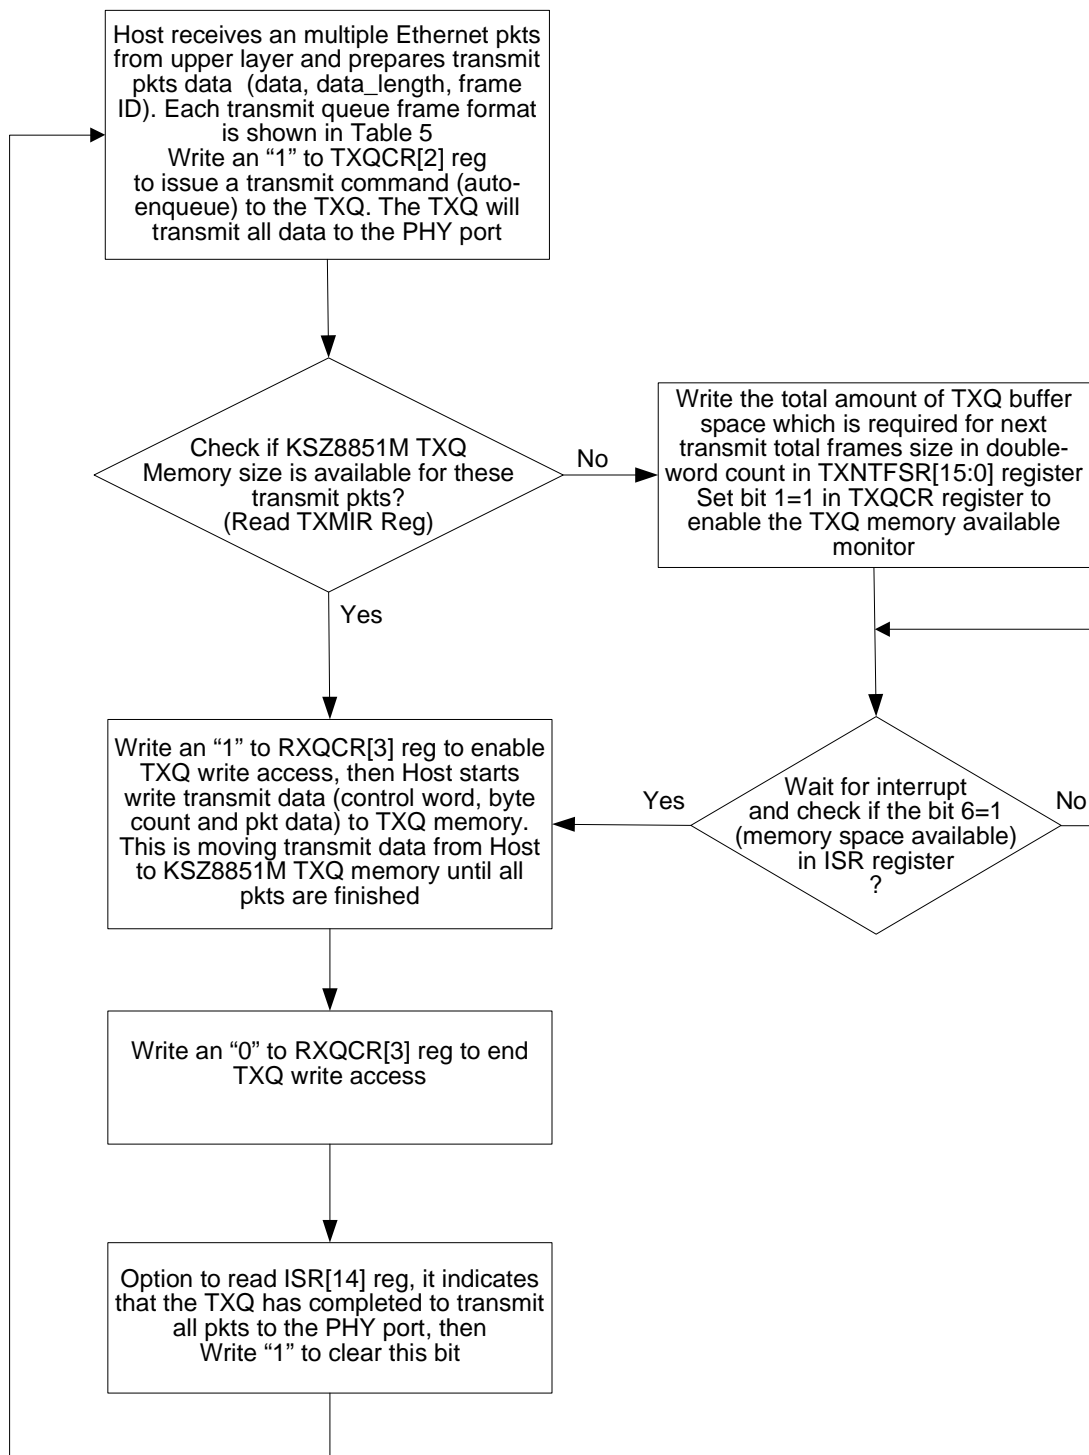 Host receives an multiple Ethernet pkts
from upper layer and prepares transmit
pkts data  (data, data_length, frame
ID). Each transmit queue frame format
is shown in Table 5
Write an “1” to TXQCR[2] reg
to issue a transmit command (auto-
enqueue) to the TXQ. The TXQ will
transmit all data to the PHY port
Check if KSZ8851M TXQ
Memory size is available for these
transmit pkts?
(Read TXMIR Reg)
No
Write the total amount of TXQ buffer
space which is required for next
transmit total frames size in double-
word count in TXNTFSR[15:0] register
Set bit 1=1 in TXQCR register to
enable the TXQ memory available
monitor
Yes
Write an “1” to RXQCR[3] reg to enable
TXQ write access, then Host starts
write transmit data (control word, byte
count and pkt data) to TXQ memory.
This is moving transmit data from Host
to KSZ8851M TXQ memory until all
pkts are finished
Yes
Wait for interrupt
and check if the bit 6=1
(memory space available)
in ISR register
?
No
Write an “0” to RXQCR[3] reg to end
TXQ write access
Option to read ISR[14] reg, it indicates
that the TXQ has completed to transmit
all pkts to the PHY port, then
Write “1” to clear this bit